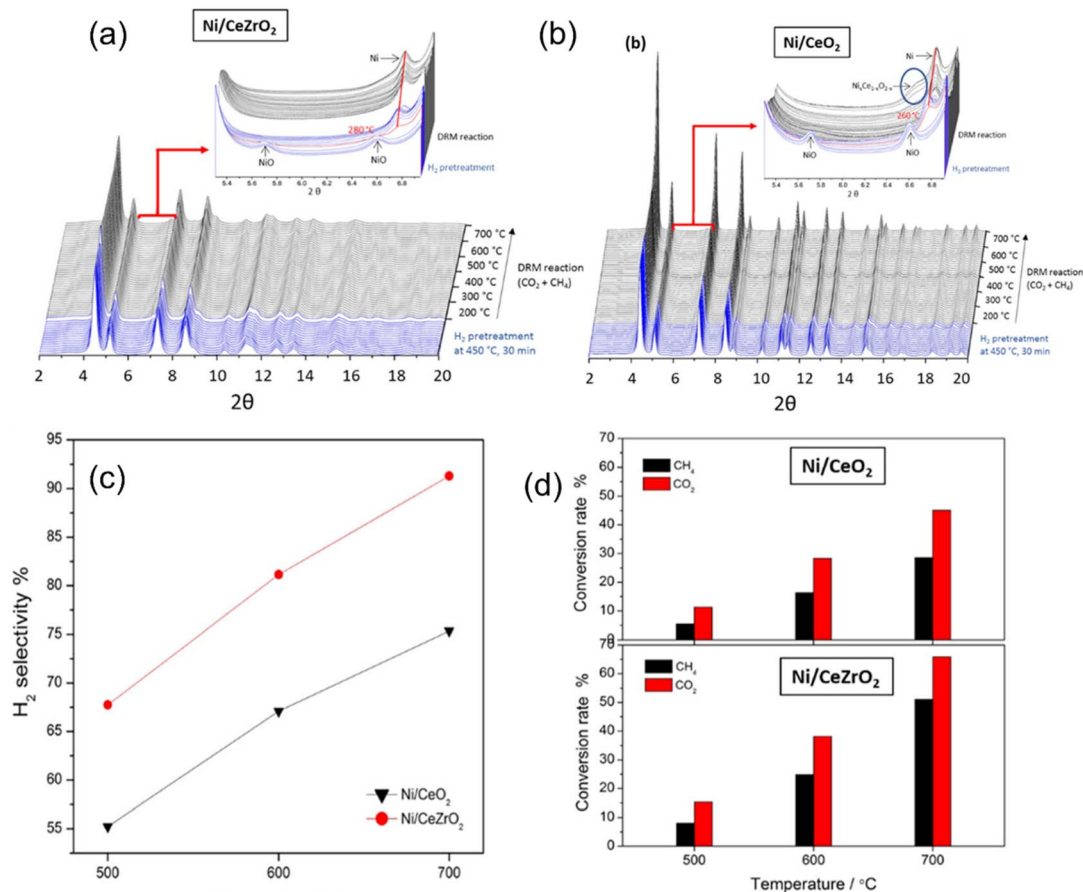 (a)
Ni/CeZrO₂
Ni
280 °C
NiO
NiO
5.4 5.6 5.8 6.0 6.2 6.4 6.6 6.8
2 θ
DRM reaction
H₂ pretreatment
700 °C
600 °C
500 °C
400 °C
300 °C
200 °C
DRM reaction
(CO₂ + CH₄)
H₂ pretreatment
at 450 °C, 30 min
2 4 6 8 10 12 14 16 18 20
2θ
(b)
(b)
Ni/CeO₂
Ni
260 °C
NiO
NiO
5.4 5.6 5.8 6.0 6.2 6.4 6.6 6.8
2 θ
DRM reaction
H₂ pretreatment
700 °C
600 °C
500 °C
400 °C
300 °C
200 °C
DRM reaction
(CO₂ + CH₄)
H₂ pretreatment
at 450 °C, 30 min
2 4 6 8 10 12 14 16 18 20
2θ
(c)
H₂ selectivity %
95
90
85
80
75
70
65
60
55
Ni/CeO₂
Ni/CeZrO₂
500 600 700
(d)
Conversion rate %
70
60
50
40
30
20
10
0
CH₄
CO₂
Ni/CeO₂
Conversion rate %
70
60
50
40
30
20
10
0
CH₄
CO₂
Ni/CeZrO₂
500 600 700
Temperature / °C